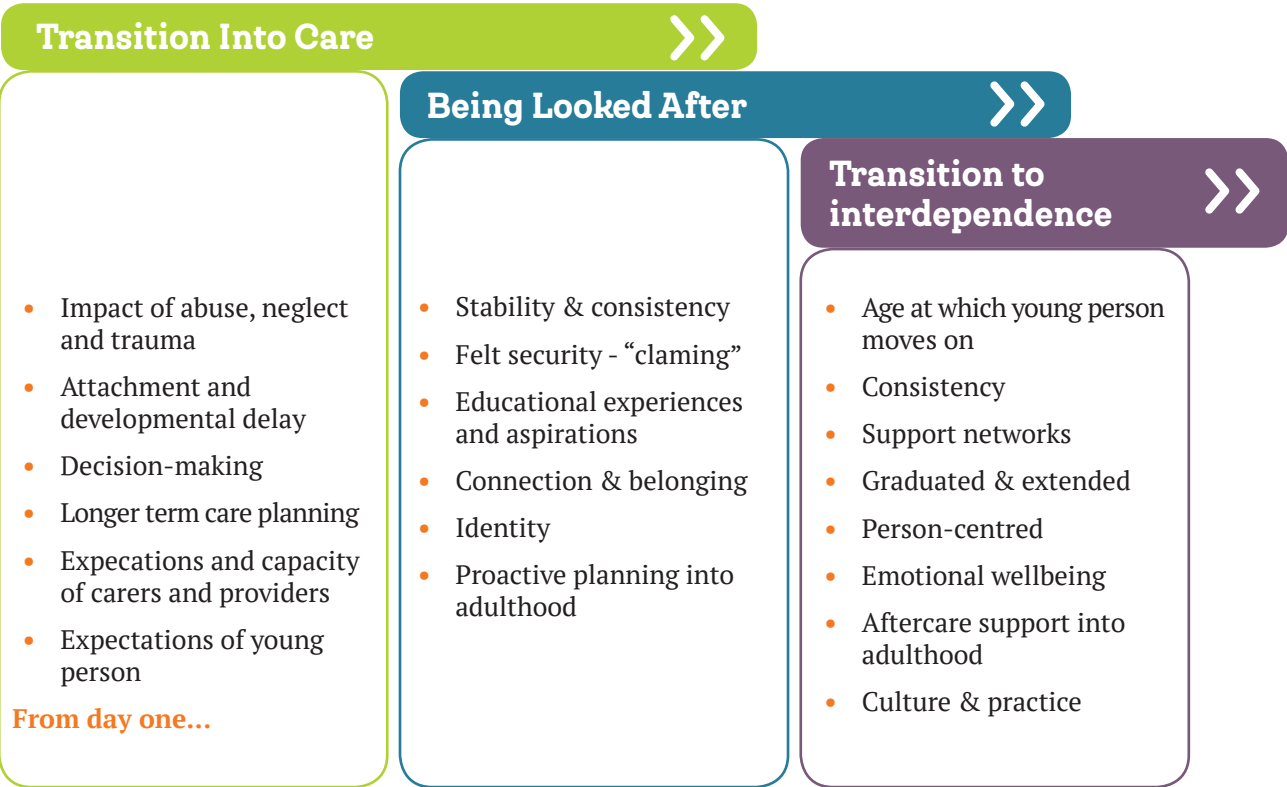 Transition Into Care
• Impact of abuse, neglect
and trauma
• Attachment and
developmental delay
• Decision-making
• Longer term care planning
• Expecations and capacity
of carers and providers
• Expectations of young
person
From day one...
Being Looked After
• Stability & consistency
• Felt security - “claming”
• Educational experiences
and aspirations
• Connection & belonging
• Identity
• Proactive planning into
adulthood
Transition to
interdependence
• Age at which young person
moves on
• Consistency
• Support networks
• Graduated & extended
• Person-centred
• Emotional wellbeing
• Aftercare support into
adulthood
• Culture & practice